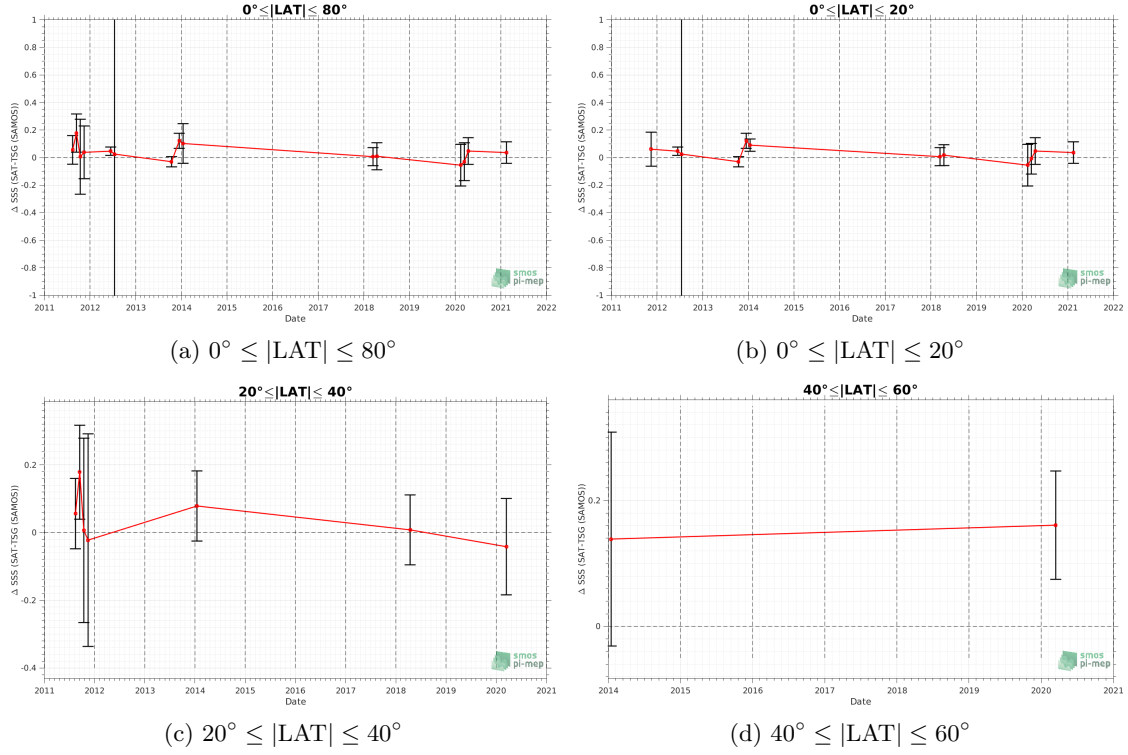 0°≤|LAT|≤ 80°
1
0.8
0.6
0.4
0.2
0
-0.2
-0.4
-0.6
-0.8
-1
Δ SSS (SAT-TSG (SAMOS))
2011 2012 2013 2014 2015 2016 2017 2018 2019 2020 2021 2022
Date
smos
pi-mep
(a) 0° ≤ |LAT| ≤ 80°
0°≤|LAT|≤ 20°
1
0.8
0.6
0.4
0.2
0
-0.2
-0.4
-0.6
-0.8
-1
Δ SSS (SAT-TSG (SAMOS))
2011 2012 2013 2014 2015 2016 2017 2018 2019 2020 2021 2022
Date
smos
pi-mep
(b) 0° ≤ |LAT| ≤ 20°
20°≤|LAT|≤ 40°
0.2
0
-0.2
-0.4
Δ SSS (SAT-TSG (SAMOS))
2011 2012 2013 2014 2015 2016 2017 2018 2019 2020 2021
Date
smos
pi-mep
(c) 20° ≤ |LAT| ≤ 40°
40°≤|LAT|≤ 60°
0.2
0
Δ SSS (SAT-TSG (SAMOS))
2014 2015 2016 2017 2018 2019 2020 2021
Date
smos
pi-mep
(d) 40° ≤ |LAT| ≤ 60°